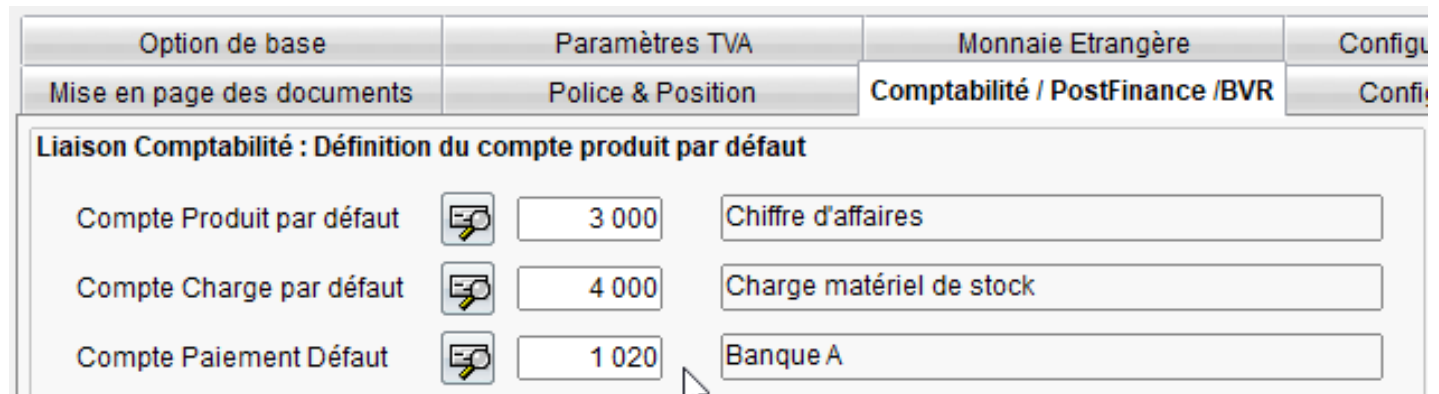 Option de base Paramètres TVA Monnaie Etrangère Configu
Mise en page des documents Police & Position Comptabilité / PostFinance /BVR Config
Liaison Comptabilité : Définition du compte produit par défaut
Compte Produit par défaut 3 000 Chiffre d'affaires
Compte Charge par défaut 4 000 Charge matériel de stock
Compte Paiement Défaut 1 020 Banque A